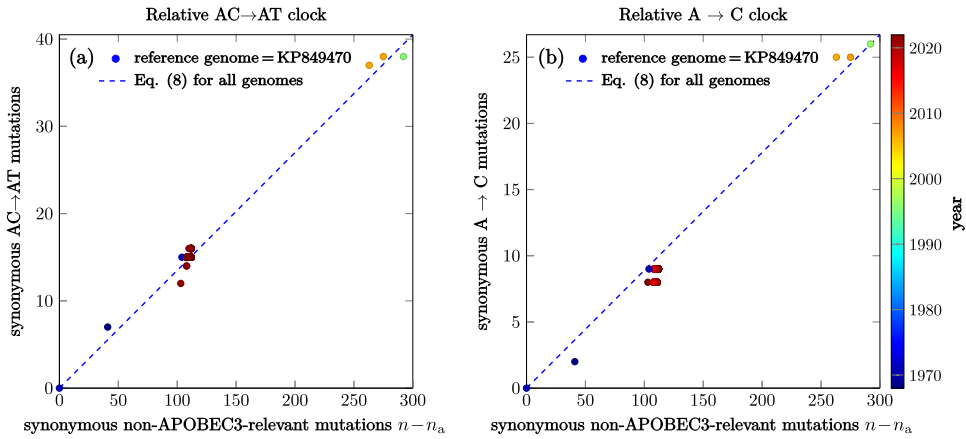 Relative AC→AT clock
(a)
reference genome = KP849470
Eq. (8) for all genomes
40
30
20
10
0
synonymous AC→AT mutations
0 50 100 150 200 250 300
synonymous non-APOBEC3-relevant mutations n−nₐ
Relative A → C clock
(b)
reference genome = KP849470
Eq. (8) for all genomes
25
20
15
10
5
0
synonymous A → C mutations
0 50 100 150 200 250 300
synonymous non-APOBEC3-relevant mutations n−nₐ
2020
2010
2000
1990
1980
1970
year